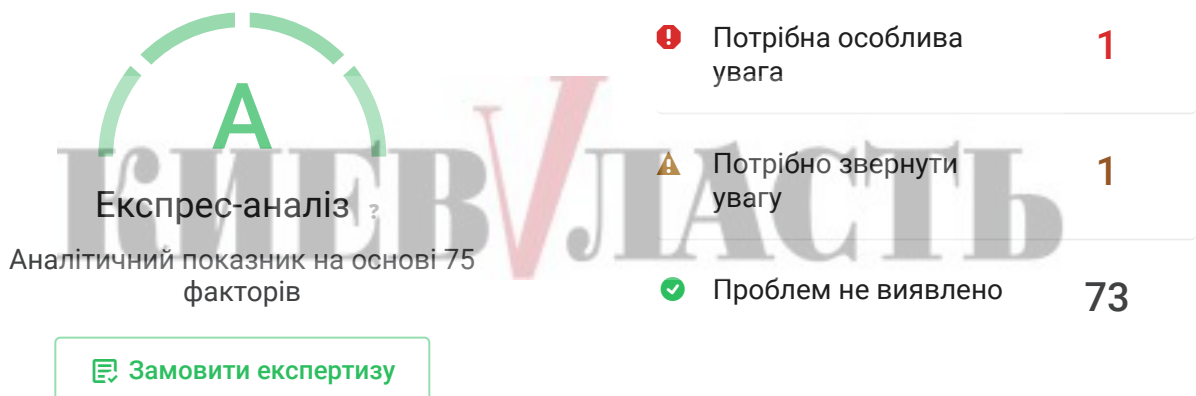 A
Експрес-аналіз ?
Аналітичний показник на основі 75
факторів
Замовити експертизу
Потрібна особлива
увага
1
Потрібно звернути
увагу
1
Проблем не виявлено
73
КИЕВVЛАСТЬ